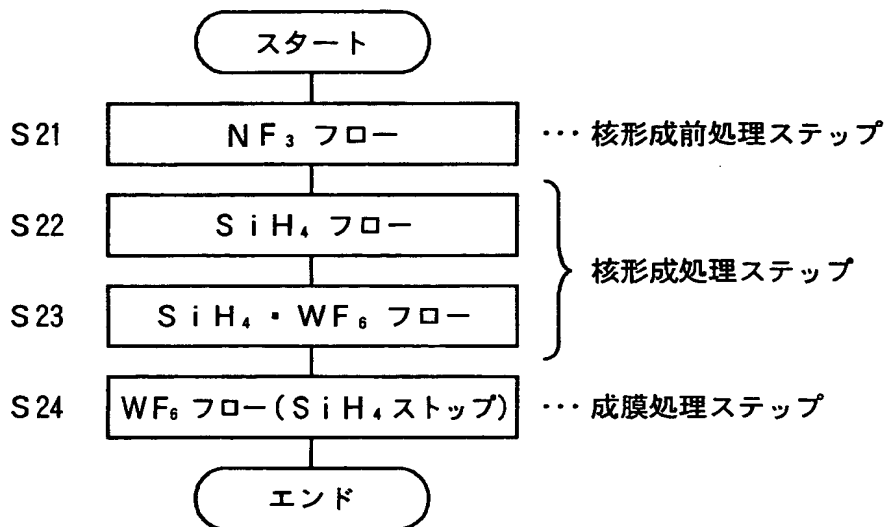 スタート
S21 NF₃ フロー … 核形成前処理ステップ
S22 SiH₄ フロー
核形成処理ステップ
S23 SiH₄・WF₆ フロー
S24 WF₆ フロー(SiH₄ストップ) … 成膜処理ステップ
エンド